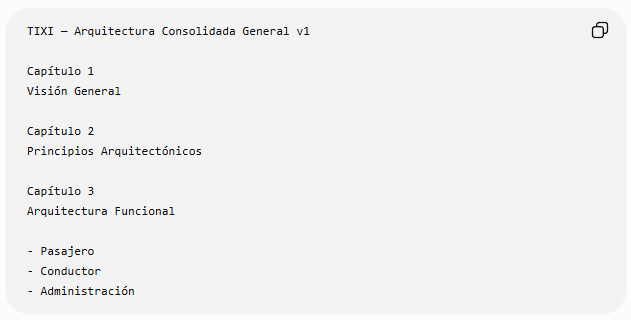 TIXI — Arquitectura Consolidada General v1
Capítulo 1
Visión General
Capítulo 2
Principios Arquitectónicos
Capítulo 3
Arquitectura Funcional
- Pasajero
- Conductor
- Administración